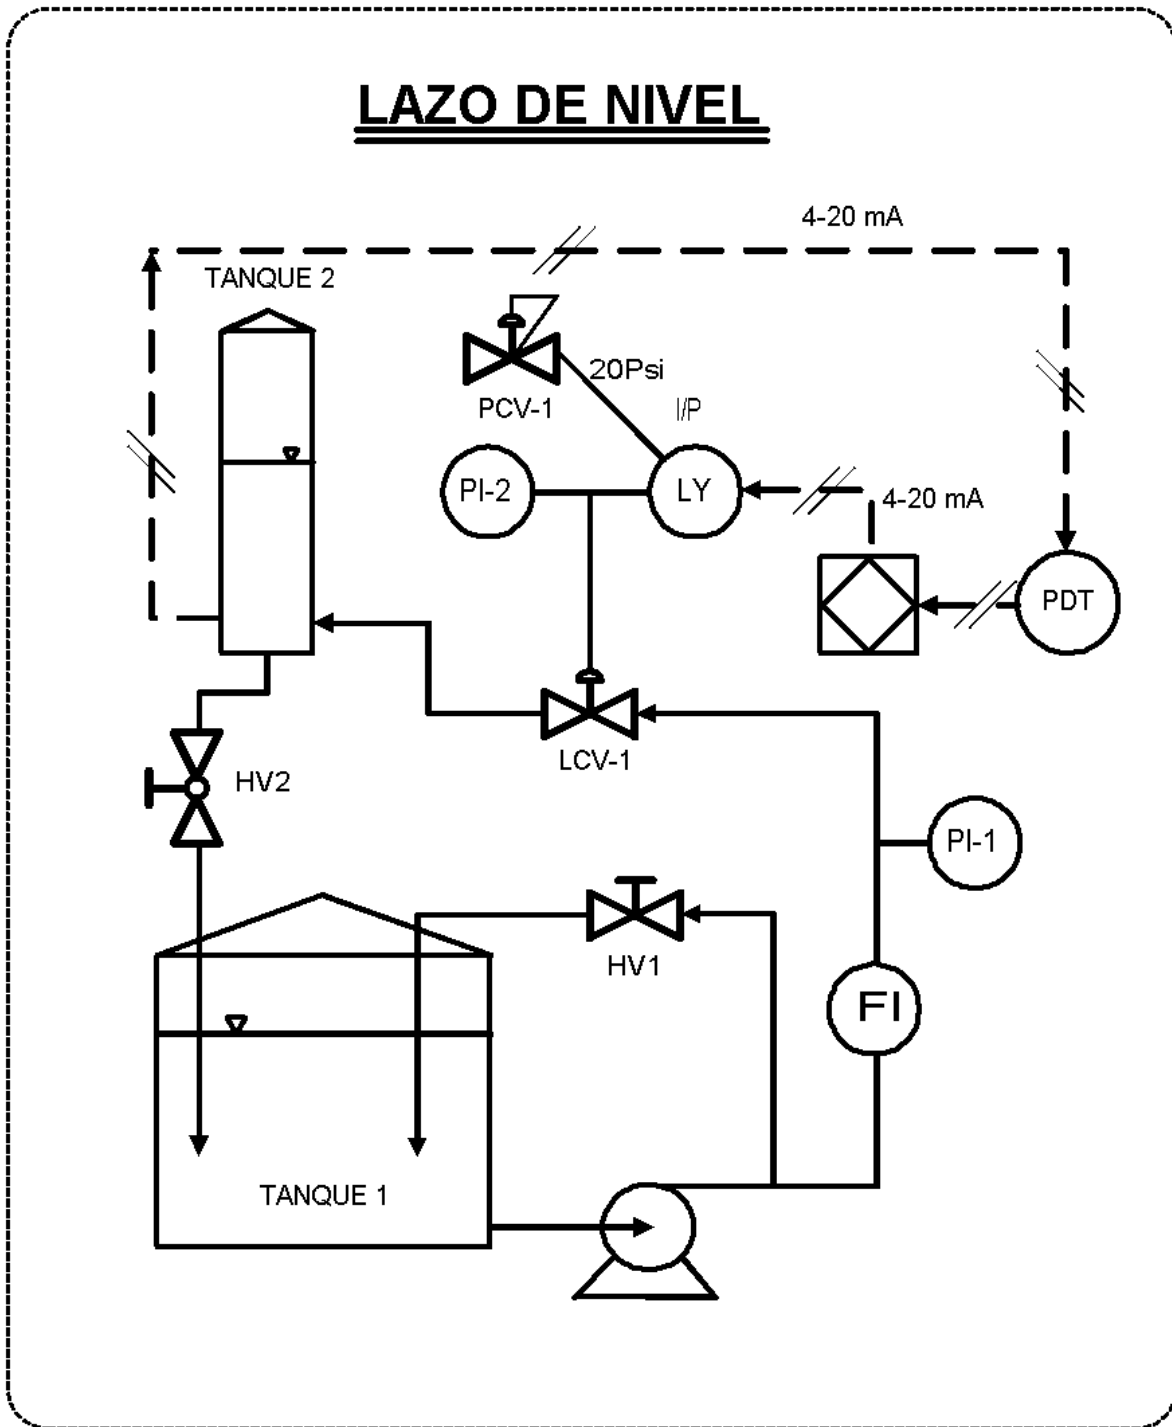 LAZO DE NIVEL
4-20 mA
TANQUE 2
20Psi
PCV-1
I/P
PI-2
LY
4-20 mA
PDT
LCV-1
HV2
PI-1
HV1
FI
TANQUE 1